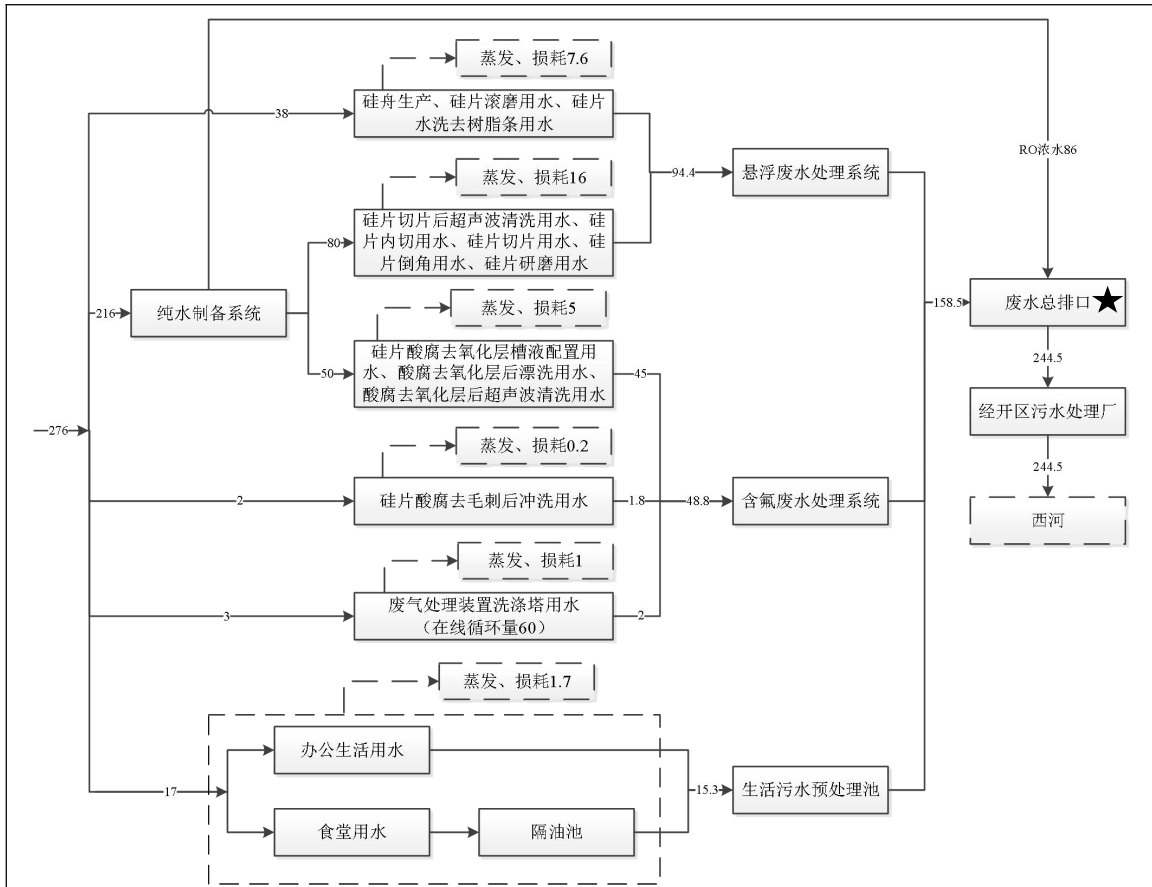 蒸发、损耗7.6
38
硅舟生产、硅片滚磨用水、硅片
水洗去树脂条用水
RO浓水86
蒸发、损耗16
94.4
悬浮废水处理系统
80
硅片切片后超声波清洗用水、硅
片内切用水、硅片切片用水、硅
片倒角用水、硅片研磨用水
216
纯水制备系统
蒸发、损耗5
158.5
废水总排口
50
硅片酸腐去氧化层槽液配置用
水、酸腐去氧化层后漂洗用水、
酸腐去氧化层后超声波清洗用水
45
244.5
经开区污水处理厂
276
蒸发、损耗0.2
244.5
2
硅片酸腐去毛刺后冲洗用水
1.8
48.8
含氟废水处理系统
西河
蒸发、损耗1
3
废气处理装置洗涤塔用水
（在线循环量60）
2
蒸发、损耗1.7
办公生活用水
17
15.3
生活污水预处理池
食堂用水
隔油池